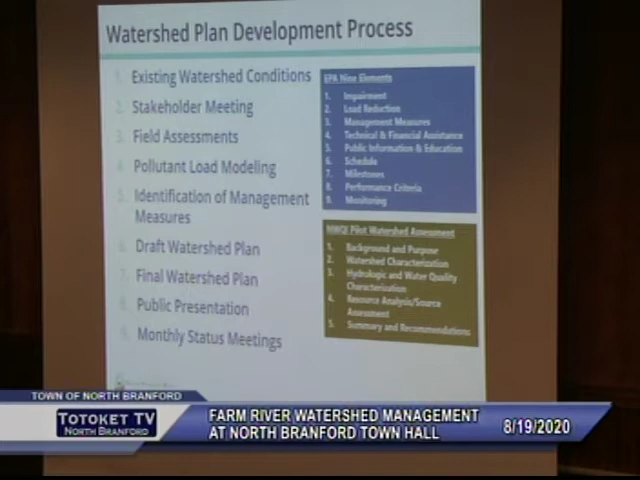 Watershed Plan Development Process
1. Existing Watershed Conditions
2. Stakeholder Meeting
3. Field Assessments
4. Pollutant Load Modeling
5. Identification of Management
Measures
6. Draft Watershed Plan
7. Final Watershed Plan
8. Public Presentation
9. Monthly Status Meetings
EPA Nine Elements
1. Impairment
2. Load Reduction
3. Management Measures
4. Technical & Financial Assistance
5. Public Information & Education
6. Schedule
7. Milestones
8. Performance Criteria
9. Monitoring
NWQI Pilot Watershed Assessment
1. Background and Purpose
2. Watershed Characterization
3. Hydrologic and Water Quality
Characterization
4. Resource Analysis/Source
Assessment
5. Summary and Recommendations
TOWN OF NORTH BRANFORD
TOTOKET TV
NORTH BRANFORD
FARM RIVER WATERSHED MANAGEMENT
AT NORTH BRANFORD TOWN HALL
8/19/2020